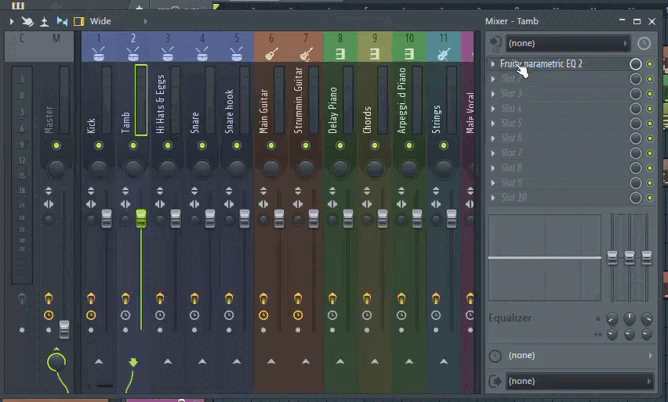 Wide
Mixer - Tamb
C
M
1
2
3
4
5
6
7
8
9
10
11
(none)
Fruity parametric EQ 2
Slot 3
Slot 4
Slot 5
Slot 6
Slot 7
Slot 8
Slot 9
Slot 10
Master
Kick
Tamb
Hi Hats & Eggs
Snare
Snare hook
Main Guitar
Strummin. Guitar
Delay Piano
Chords
Arpeggi..d Piano
Strings
Male Vocal
Equalizer
(none)
(none)